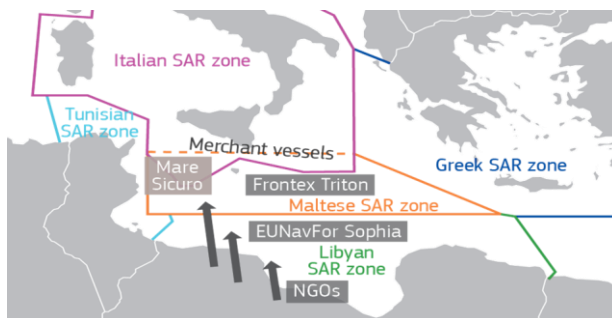 Italian SAR zone
Tunisian
SAR zone
Merchant vessels
Mare
Sicuro
Frontex Triton
Greek SAR zone
Maltese SAR zone
EUNavFor Sophia
Libyan
SAR zone
NGOs